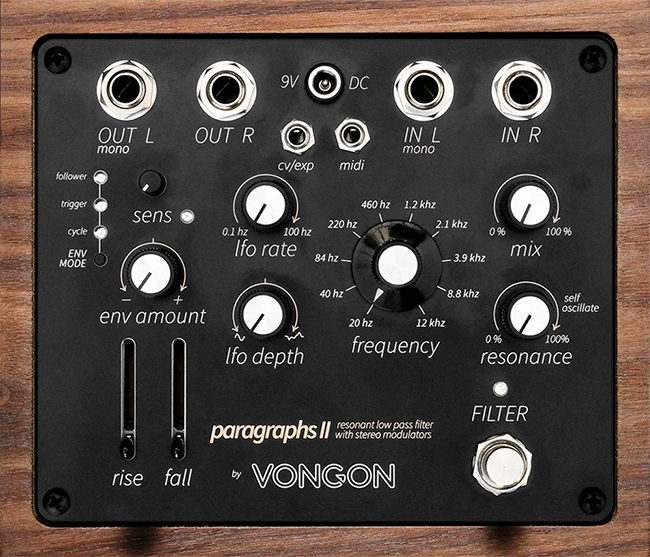 9V DC
OUT L
mono
OUT R
IN L
mono
IN R
cv/exp
midi
follower
trigger
cycle
ENV
MODE
sens
0.1 hz
100 hz
lfo rate
460 hz
1.2 khz
220 hz
2.1 khz
84 hz
3.9 khz
40 hz
8.8 khz
20 hz
12 khz
frequency
0 %
100 %
mix
- +
env amount
lfo depth
self
oscillate
0 %
100%
resonance
rise
fall
paragraphs II
resonant low pass filter
with stereo modulators
FILTER
by VONGON